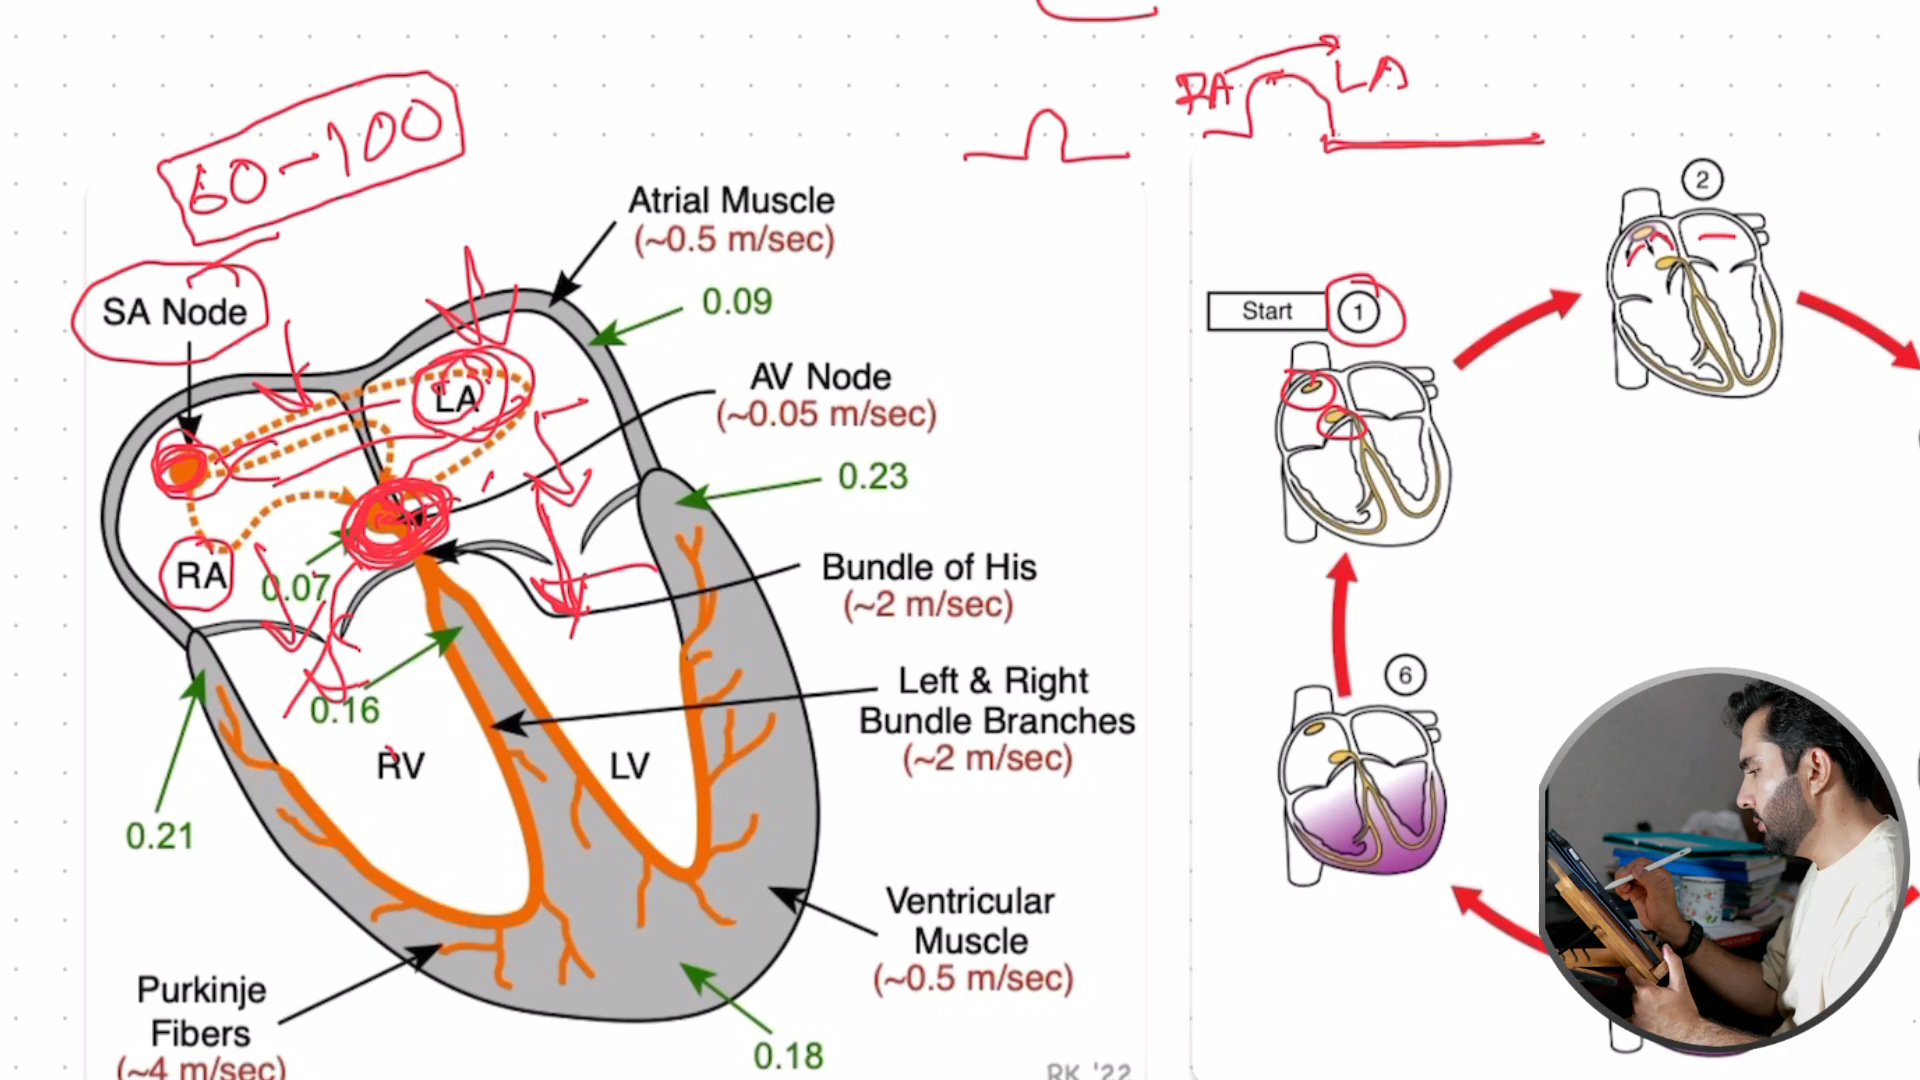 60-100
RA
LA
2
Atrial Muscle
(~0.5 m/sec)
SA Node
0.09
Start
1
LA
AV Node
(~0.05 m/sec)
0.23
RA
0.07
Bundle of His
(~2 m/sec)
0.16
Left & Right
Bundle Branches
(~2 m/sec)
6
RV
LV
0.21
Ventricular
Muscle
(~0.5 m/sec)
Purkinje
Fibers
(~4 m/sec)
0.18
RK '22